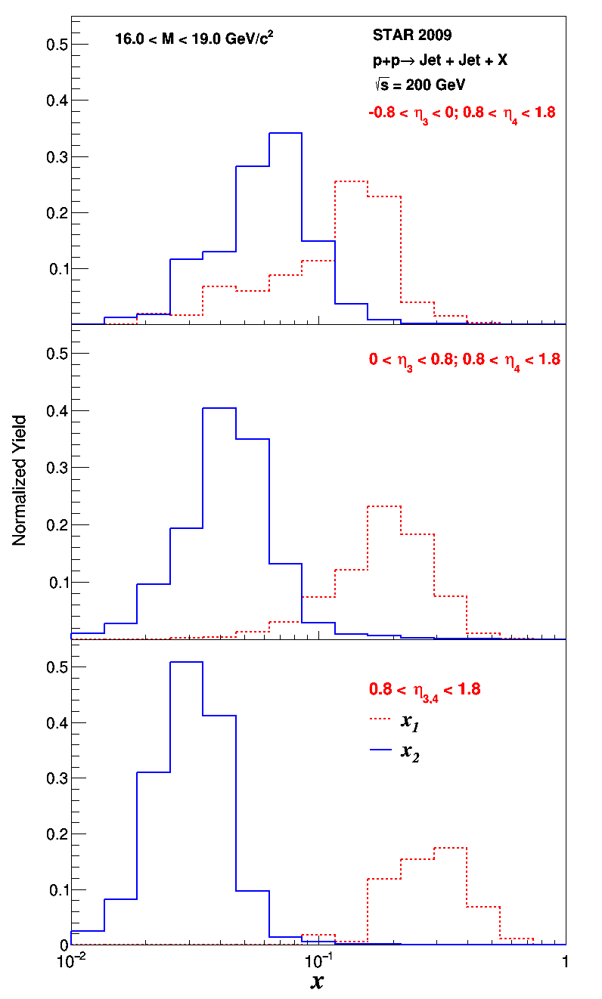 16.0 < M < 19.0 GeV/c²
STAR 2009
p+p→ Jet + Jet + X
√s = 200 GeV
-0.8 < η₃ < 0; 0.8 < η₄ < 1.8
0.5
0.4
0.3
0.2
0.1
0 < η₃ < 0.8; 0.8 < η₄ < 1.8
0.5
0.4
0.3
0.2
0.1
Normalized Yield
0.8 < η₃,₄ < 1.8
x₁
x₂
0.5
0.4
0.3
0.2
0.1
0
10⁻² 10⁻¹ 1
x